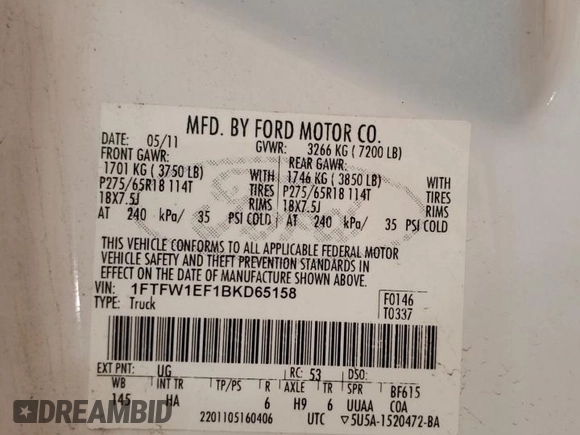 MFD. BY FORD MOTOR CO.
DATE: 05/11 GVWR: 3266 KG ( 7200 LB)
FRONT GAWR: REAR GAWR:
1701 KG ( 3750 LB) WITH 1746 KG ( 3850 LB) WITH
P275/65R18 114T TIRES P275/65R18 114T TIRES
18X7.5J RIMS 18X7.5J RIMS
AT 240 kPa/ 35 PSI COLD AT 240 kPa/ 35 PSI COLD
THIS VEHICLE CONFORMS TO ALL APPLICABLE FEDERAL MOTOR
VEHICLE SAFETY AND THEFT PREVENTION STANDARDS IN
EFFECT ON THE DATE OF MANUFACTURE SHOWN ABOVE.
VIN: 1FTFW1EF1BKD65158 F0146
TYPE: Truck T0337
EXT PNT: UG RC: 53 DSO:
WB INT TR TP/PS R AXLE TR SPR BF615
145 HA 6 H9 6 UUAA COA
2201105160406 UTC ▽5U5A-1520472-BA
DREAMBID